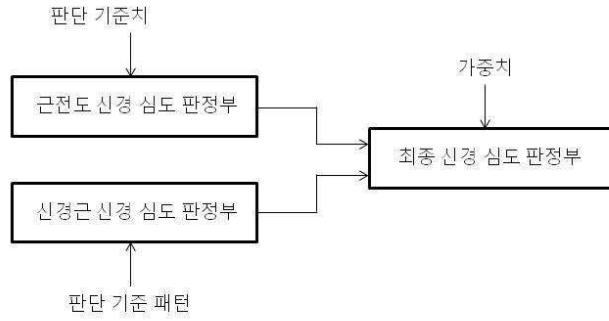 판단 기준치
가중치
근전도 신경 심도 판정부
최종 신경 심도 판정부
신경근 신경 심도 판정부
판단 기준 패턴